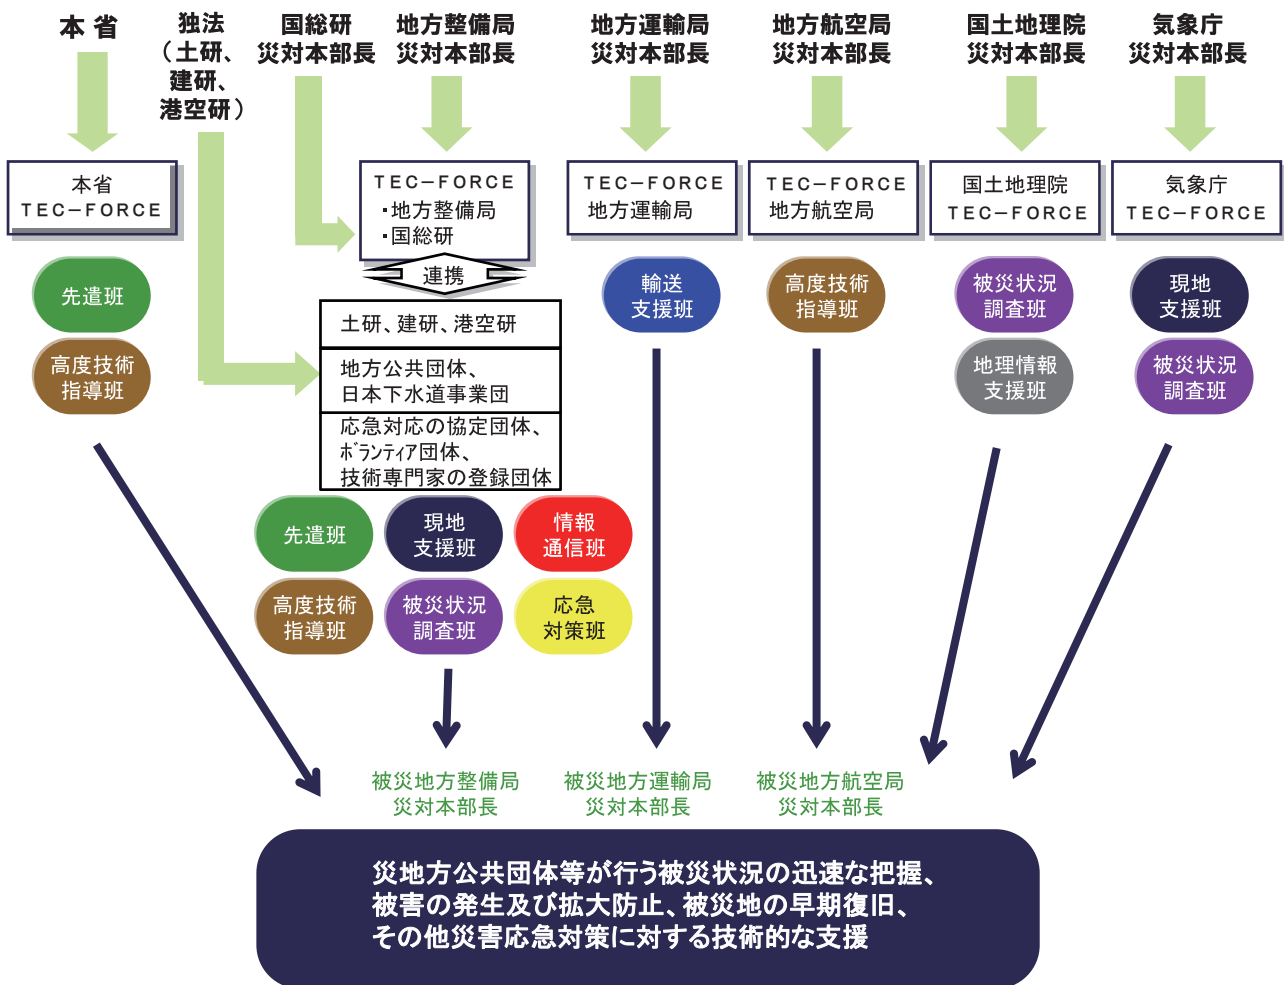 本 省
独法
（土研、
建研、
港空研）
国総研
災対本部長
地方整備局
災対本部長
地方運輸局
災対本部長
地方航空局
災対本部長
国土地理院
災対本部長
気象庁
災対本部長
本省
ＴＥＣ－ＦＯＲＣＥ
ＴＥＣ－ＦＯＲＣＥ
・地方整備局
・国総研
ＴＥＣ－ＦＯＲＣＥ
地方運輸局
ＴＥＣ－ＦＯＲＣＥ
地方航空局
国土地理院
ＴＥＣ－ＦＯＲＣＥ
気象庁
ＴＥＣ－ＦＯＲＣＥ
連携
先遣班
高度技術
指導班
土研、建研、港空研
地方公共団体、
日本下水道事業団
応急対応の協定団体、
ﾎﾞランティア団体、
技術専門家の登録団体
輸送
支援班
高度技術
指導班
被災状況
調査班
地理情報
支援班
現地
支援班
被災状況
調査班
先遣班
現地
支援班
情報
通信班
高度技術
指導班
被災状況
調査班
応急
対策班
被災地方整備局
災対本部長
被災地方運輸局
災対本部長
被災地方航空局
災対本部長
災地方公共団体等が行う被災状況の迅速な把握、
被害の発生及び拡大防止、被災地の早期復旧、
その他災害応急対策に対する技術的な支援